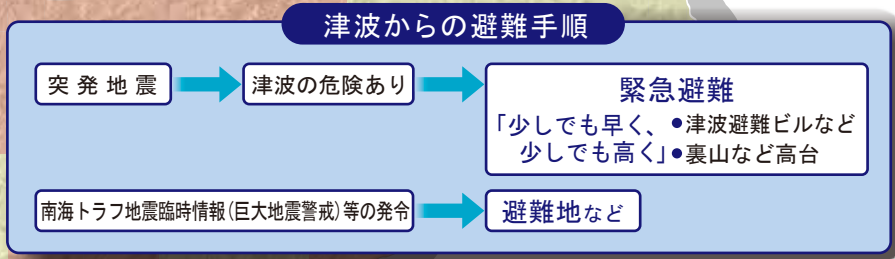 津波からの避難手順
突発地震
津波の危険あり
緊急避難
「少しでも早く、
少しでも高く」
●津波避難ビルなど
●裏山など高台
南海トラフ地震臨時情報(巨大地震警戒)等の発令
避難地など